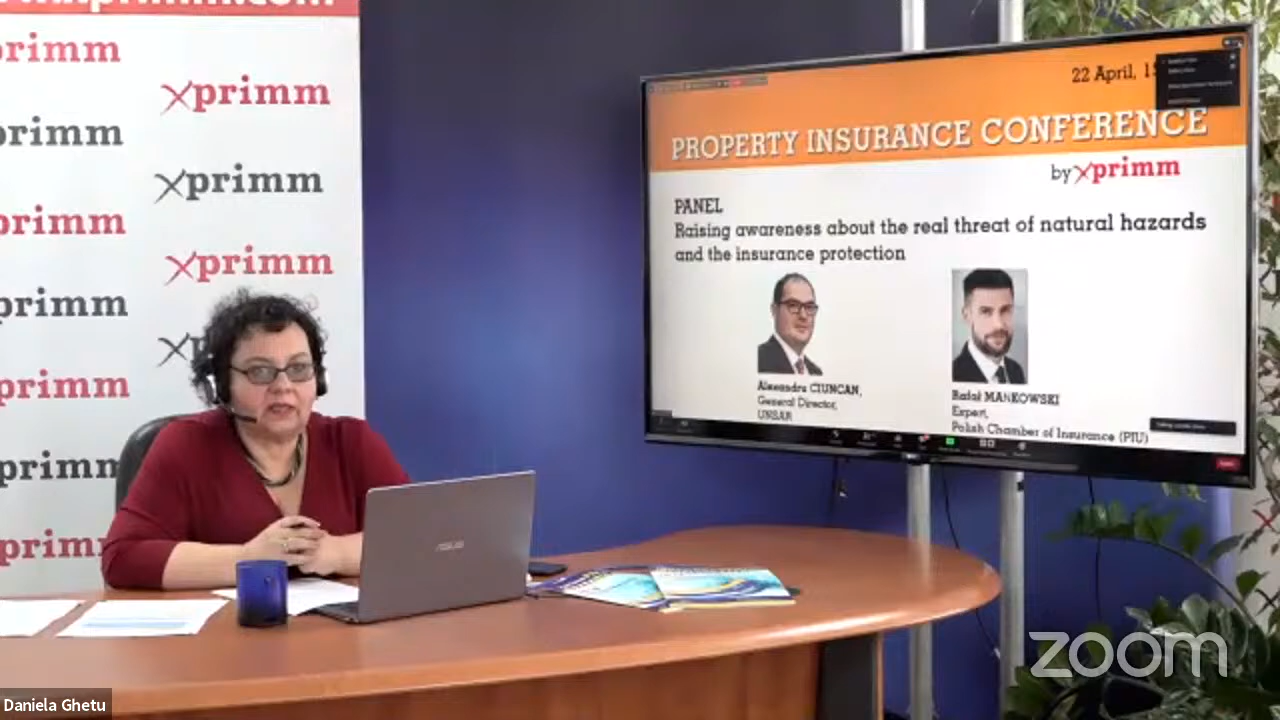 primm
xprimm
primm
xprimm
primm
xprimm
primm
primm
primm
primm
22 April, 1
PROPERTY INSURANCE CONFERENCE
by xprimm
PANEL
Raising awareness about the real threat of natural hazards
and the insurance protection
Alexandru CIUNCAN,
General Director,
UNSAR
Rafał MAŃKOWSKI
Expert,
Polish Chamber of Insurance (PIU)
ASUS
zoom
Daniela Ghetu